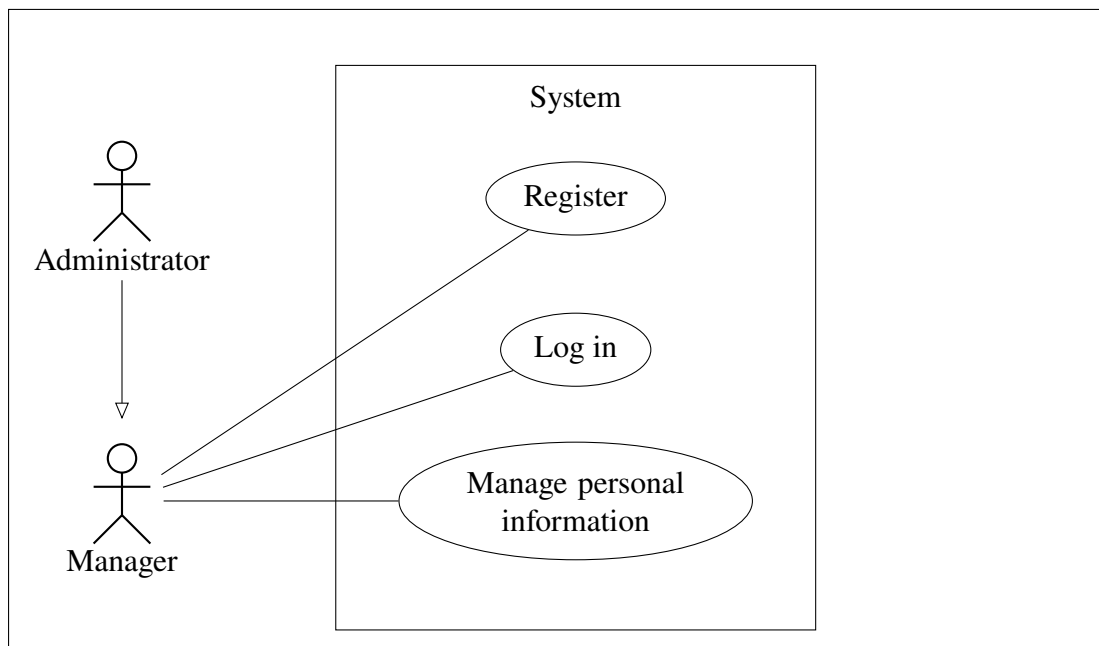 System
Register
Administrator
Log in
Manage personal
information
Manager